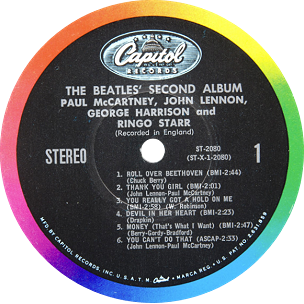 Capitol
RECORDS
THE BEATLES' SECOND ALBUM
PAUL McCARTNEY, JOHN LENNON,
GEORGE HARRISON and
RINGO STARR
(Recorded in England)
STEREO
ST-2080
(ST-X-1-2080)
1
1. ROLL OVER BEETHOVEN (BMI-2:44)
(Chuck Berry)
2. THANK YOU GIRL (BMI-2:01)
(John Lennon-Paul McCartney)
3. YOU REALLY GOT A HOLD ON ME
(BMI-2:58) (W. Robinson)
4. DEVIL IN HER HEART (BMI-2:23)
(Drapkin)
5. MONEY (That's What I Want) (BMI-2:47)
(Berry-Gordy-Bradford)
6. YOU CAN'T DO THAT (ASCAP-2:33)
(John Lennon-Paul McCartney)
MFD. BY CAPITOL RECORDS, INC. U.S.A. T.M. MARCA REG. U.S. PAT. NO. 2,631,859